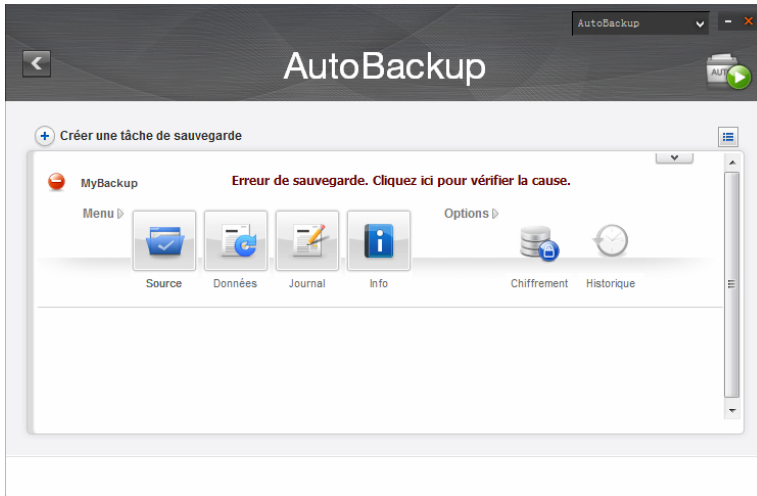 AutoBackup
AutoBackup
AUTO
Créer une tâche de sauvegarde
MyBackup
Erreur de sauvegarde. Cliquez ici pour vérifier la cause.
Menu
Options
Source
Données
Journal
Info
Chiffrement
Historique